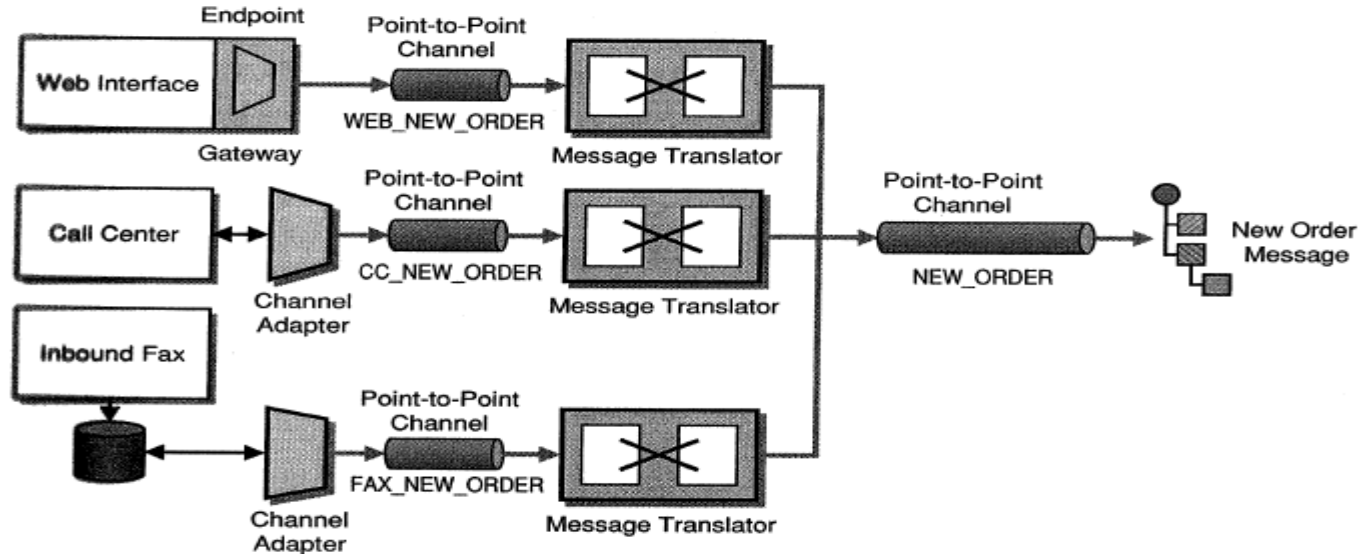 Endpoint
Web Interface
Gateway
Point-to-Point
Channel
WEB_NEW_ORDER
Message Translator
Call Center
Channel
Adapter
Point-to-Point
Channel
CC_NEW_ORDER
Message Translator
Point-to-Point
Channel
NEW_ORDER
New Order
Message
Inbound Fax
Channel
Adapter
Point-to-Point
Channel
FAX_NEW_ORDER
Message Translator